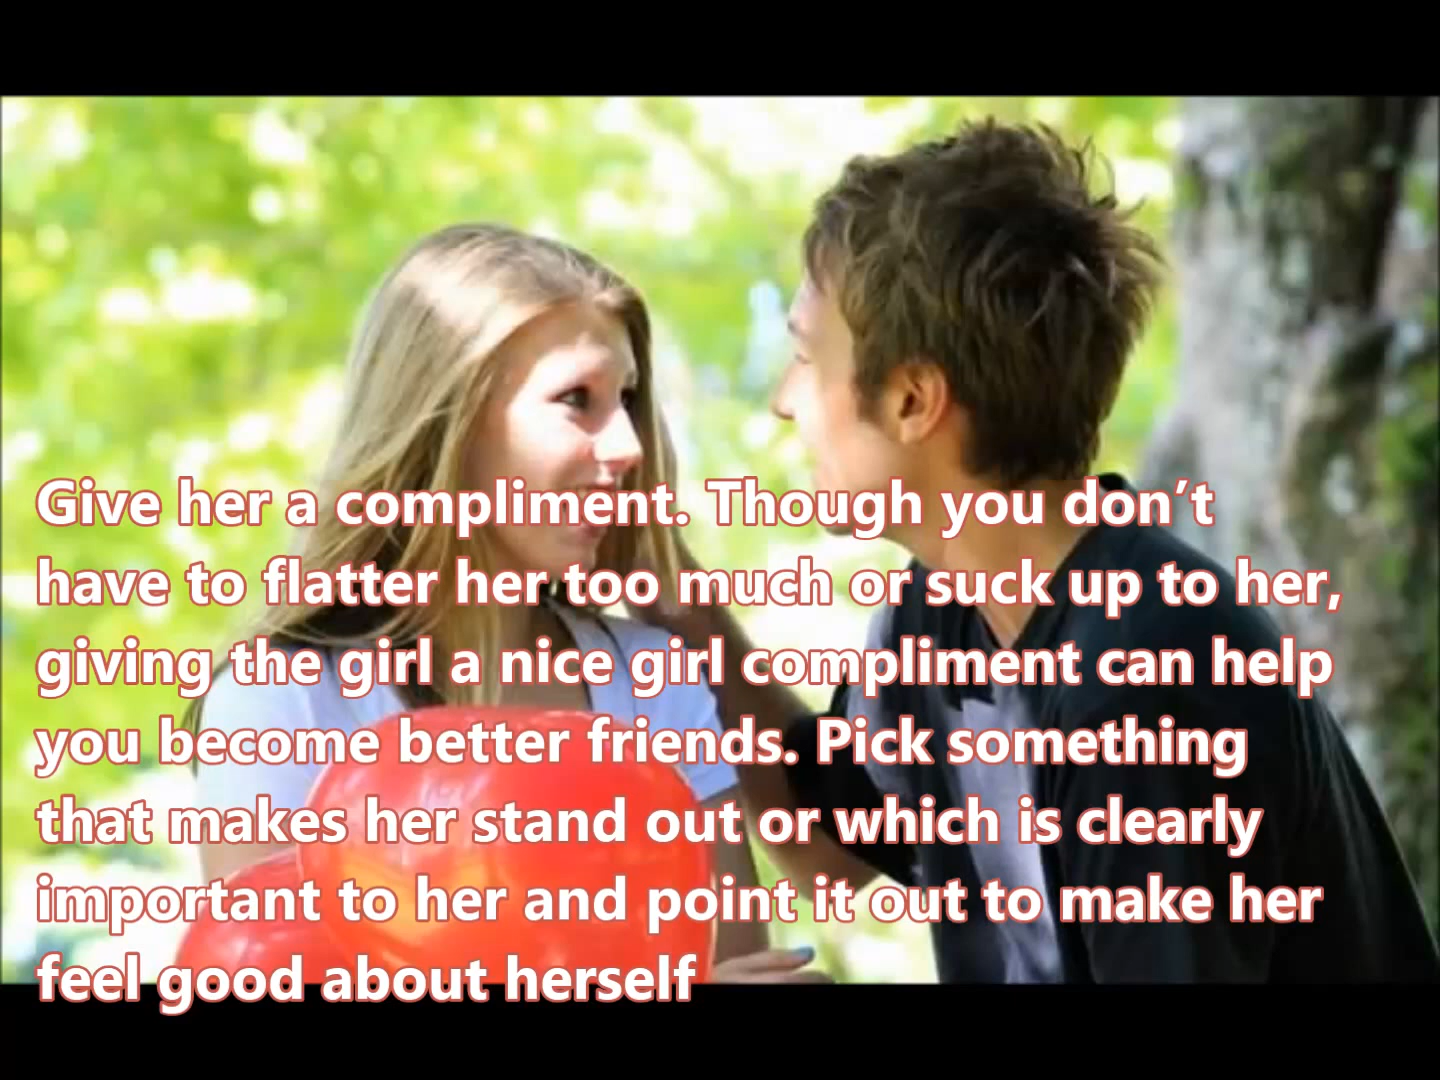 Give her a compliment. Though you don’t
have to flatter her too much or suck up to her,
giving the girl a nice girl compliment can help
you become better friends. Pick something
that makes her stand out or which is clearly
important to her and point it out to make her
feel good about herself